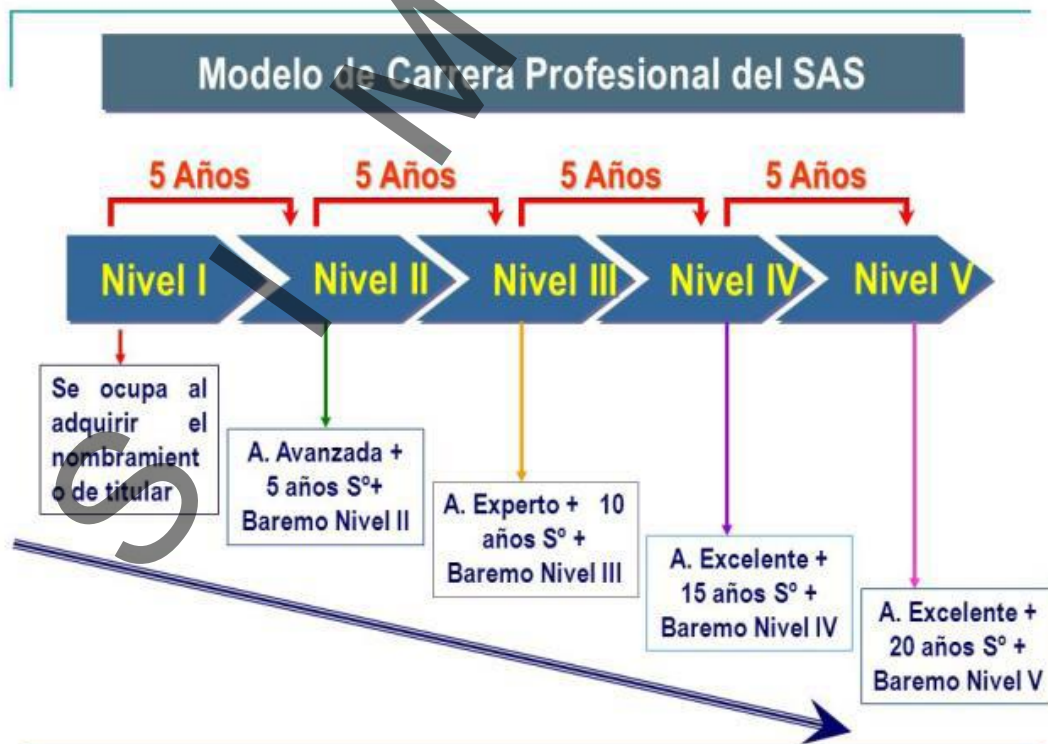 Modelo de Carrera Profesional del SAS
5 Años
5 Años
5 Años
5 Años
Nivel I
Nivel II
Nivel III
Nivel IV
Nivel V
Se ocupa al
adquirir el
nombramient
o de titular
A. Avanzada +
5 años Sº+
Baremo Nivel II
A. Experto + 10
años Sº +
Baremo Nivel III
A. Excelente +
15 años Sº +
Baremo Nivel IV
A. Excelente +
20 años Sº +
Baremo Nivel V
S I M